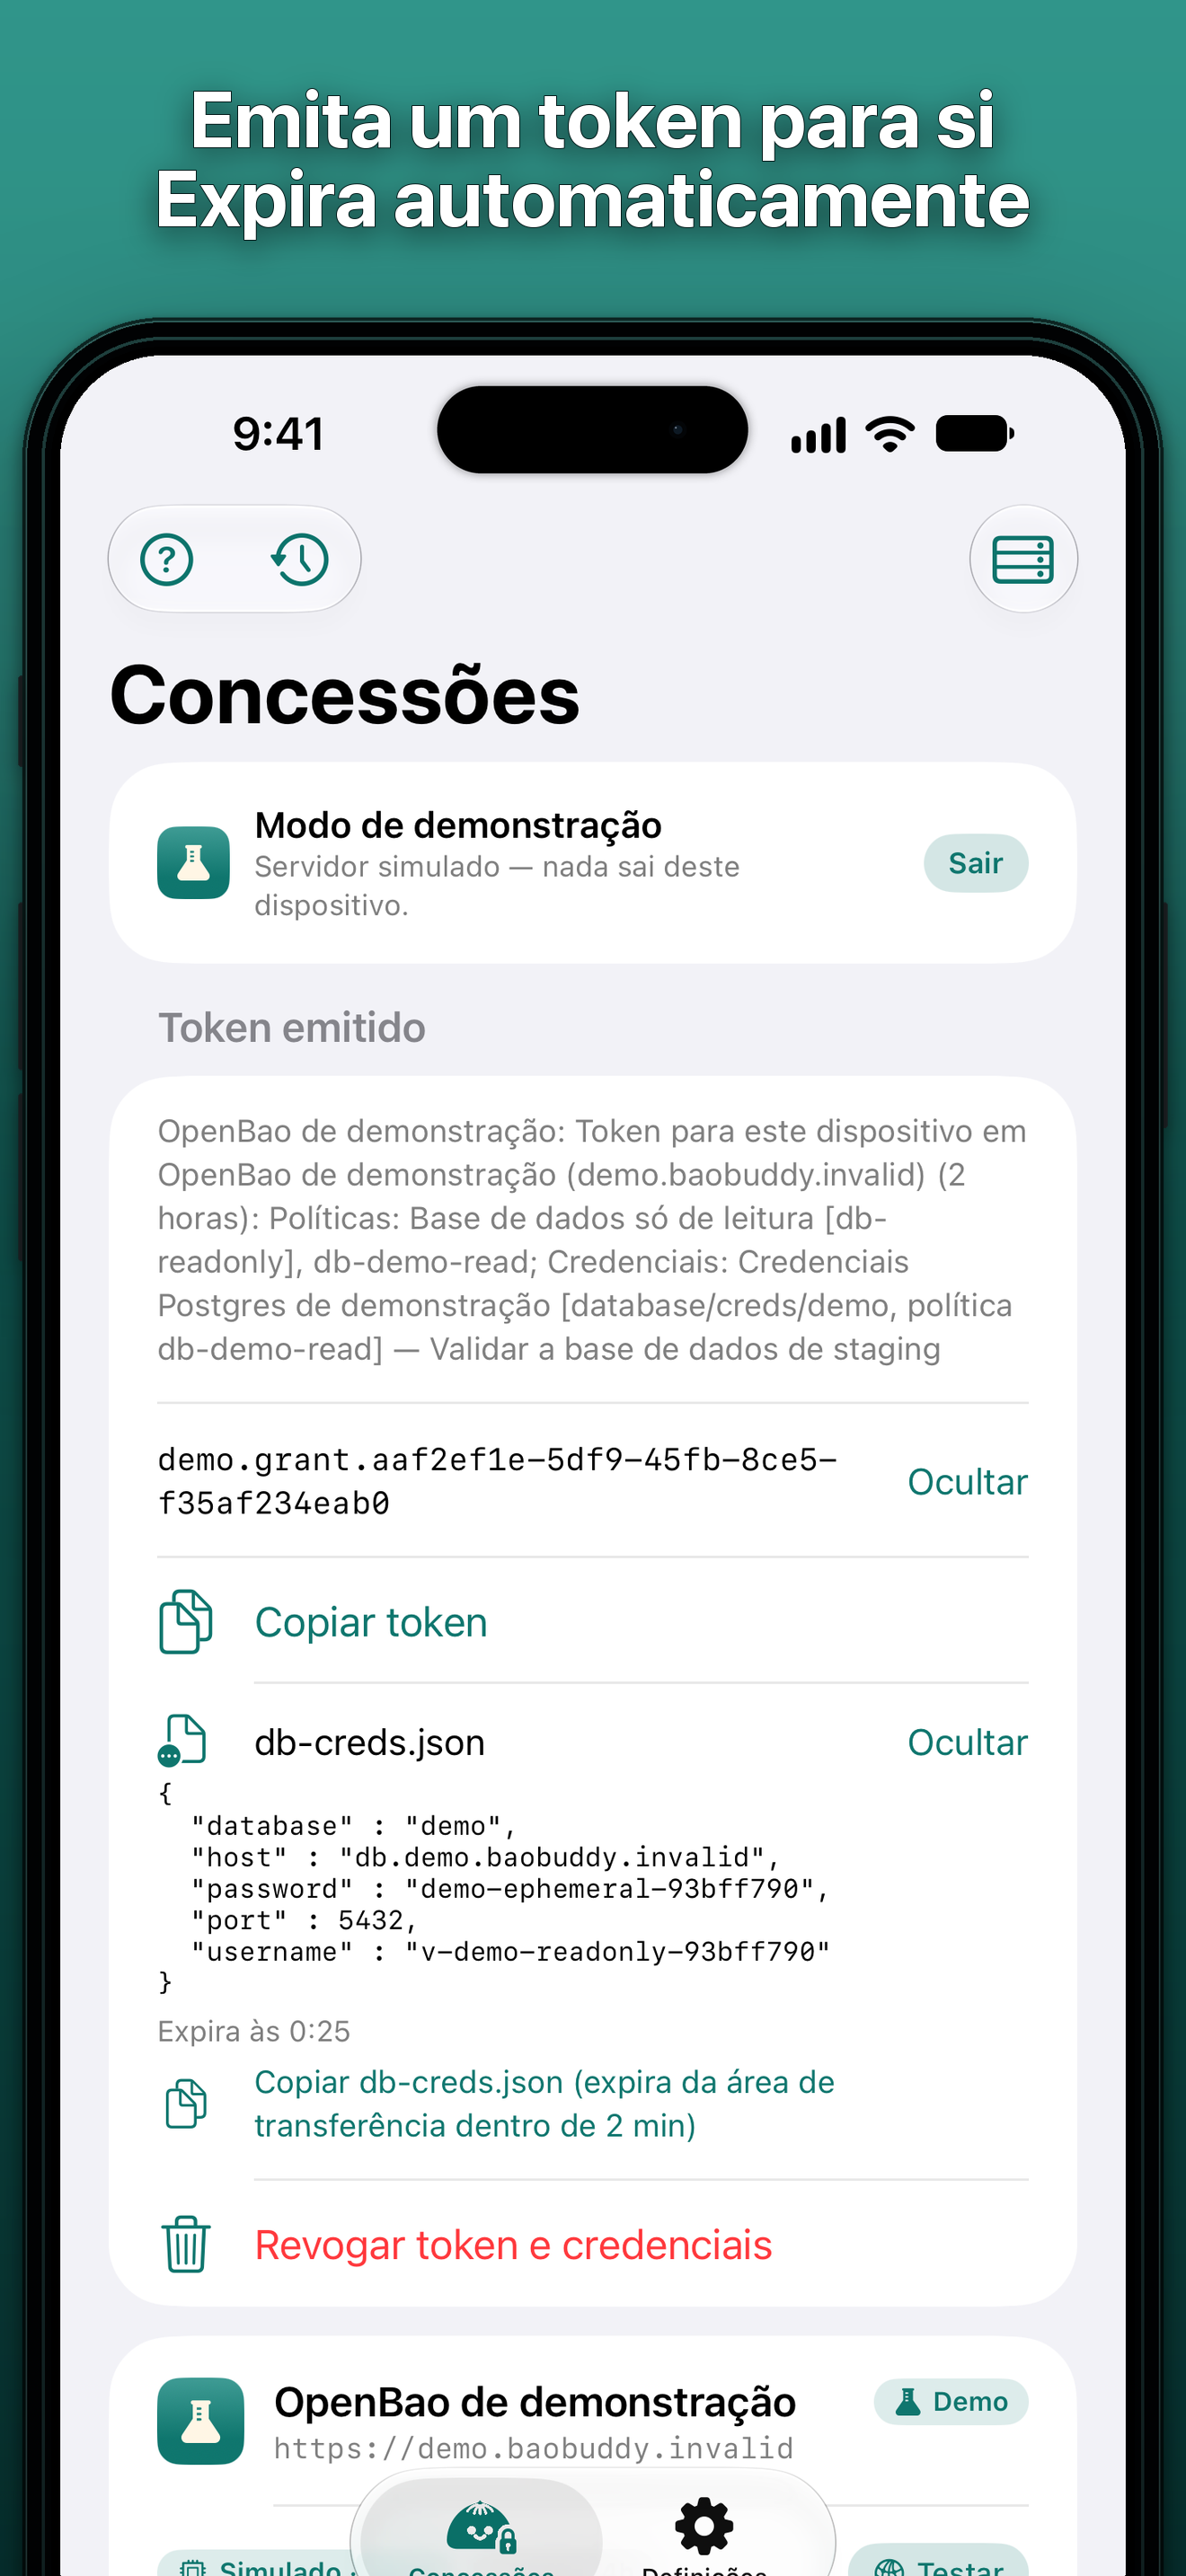 Emita um token para si
Expira automaticamente
9:41
Concessões
Modo de demonstração
Servidor simulado — nada sai deste
dispositivo.
Sair
Token emitido
OpenBao de demonstração: Token para este dispositivo em
OpenBao de demonstração (demo.baobuddy.invalid) (2
horas): Políticas: Base de dados só de leitura [db-
readonly], db-demo-read; Credenciais: Credenciais
Postgres de demonstração [database/creds/demo, política
db-demo-read] — Validar a base de dados de staging
demo.grant.aaf2ef1e-5df9-45fb-8ce5-
f35af234eab0
Ocultar
Copiar token
db-creds.json
Ocultar
{
"database" : "demo",
"host" : "db.demo.baobuddy.invalid",
"password" : "demo-ephemeral-93bff790",
"port" : 5432,
"username" : "v-demo-readonly-93bff790"
}
Expira às 0:25
Copiar db-creds.json (expira da área de
transferência dentro de 2 min)
Revogar token e credenciais
OpenBao de demonstração
Demo
https://demo.baobuddy.invalid
Simulado ·
Concessões
Definições
Testar